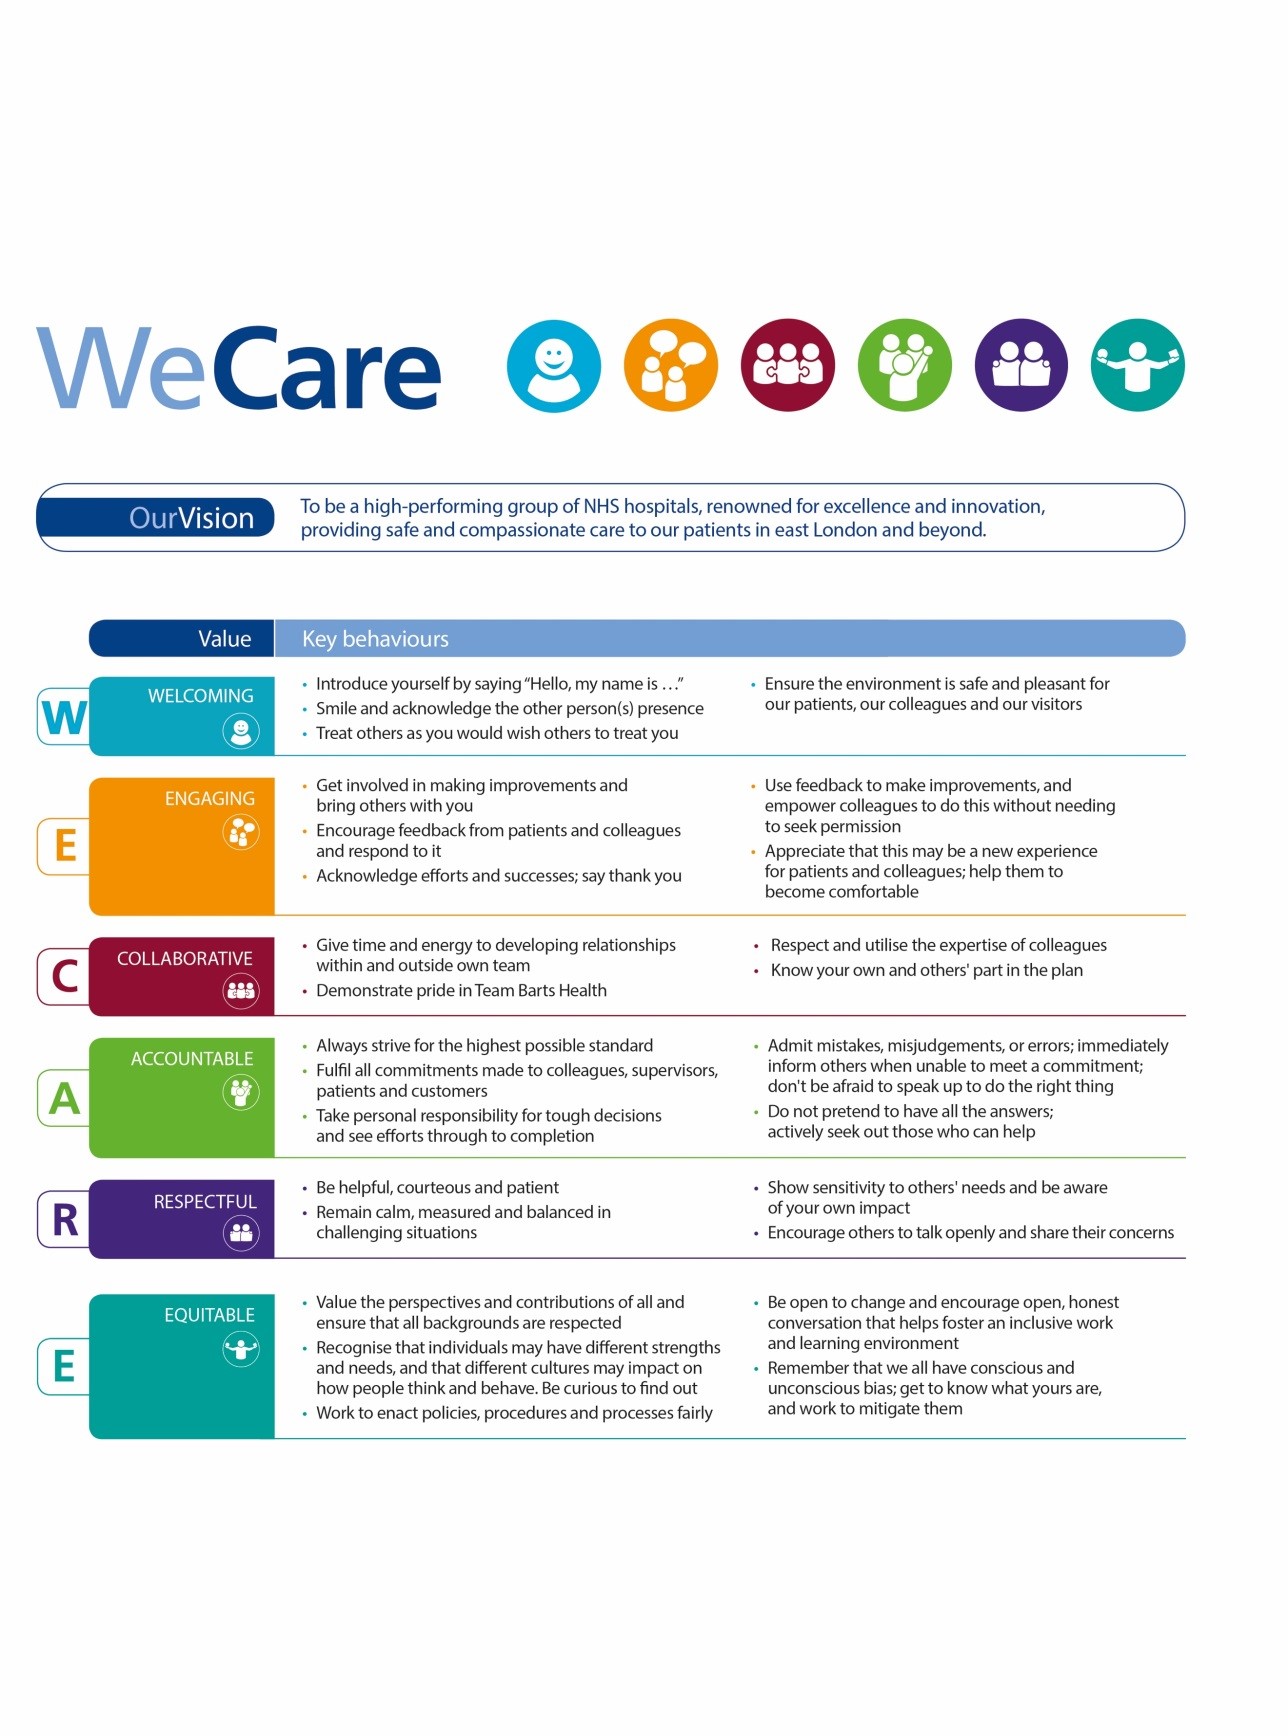 WeCare
OurVision
To be a high-performing group of NHS hospitals, renowned for excellence and innovation,
providing safe and compassionate care to our patients in east London and beyond.
Value
Key behaviours
W
WELCOMING
• Introduce yourself by saying “Hello, my name is …”
• Smile and acknowledge the other person(s) presence
• Treat others as you would wish others to treat you
• Ensure the environment is safe and pleasant for
our patients, our colleagues and our visitors
E
ENGAGING
• Get involved in making improvements and
bring others with you
• Encourage feedback from patients and colleagues
and respond to it
• Acknowledge efforts and successes; say thank you
• Use feedback to make improvements, and
empower colleagues to do this without needing
to seek permission
• Appreciate that this may be a new experience
for patients and colleagues; help them to
become comfortable
C
COLLABORATIVE
• Give time and energy to developing relationships
within and outside own team
• Demonstrate pride in Team Barts Health
• Respect and utilise the expertise of colleagues
• Know your own and others' part in the plan
A
ACCOUNTABLE
• Always strive for the highest possible standard
• Fulfil all commitments made to colleagues, supervisors,
patients and customers
• Take personal responsibility for tough decisions
and see efforts through to completion
• Admit mistakes, misjudgements, or errors; immediately
inform others when unable to meet a commitment;
don't be afraid to speak up to do the right thing
• Do not pretend to have all the answers;
actively seek out those who can help
R
RESPECTFUL
• Be helpful, courteous and patient
• Remain calm, measured and balanced in
challenging situations
• Show sensitivity to others' needs and be aware
of your own impact
• Encourage others to talk openly and share their concerns
E
EQUITABLE
• Value the perspectives and contributions of all and
ensure that all backgrounds are respected
• Recognise that individuals may have different strengths
and needs, and that different cultures may impact on
how people think and behave. Be curious to find out
• Work to enact policies, procedures and processes fairly
• Be open to change and encourage open, honest
conversation that helps foster an inclusive work
and learning environment
• Remember that we all have conscious and
unconscious bias; get to know what yours are,
and work to mitigate them